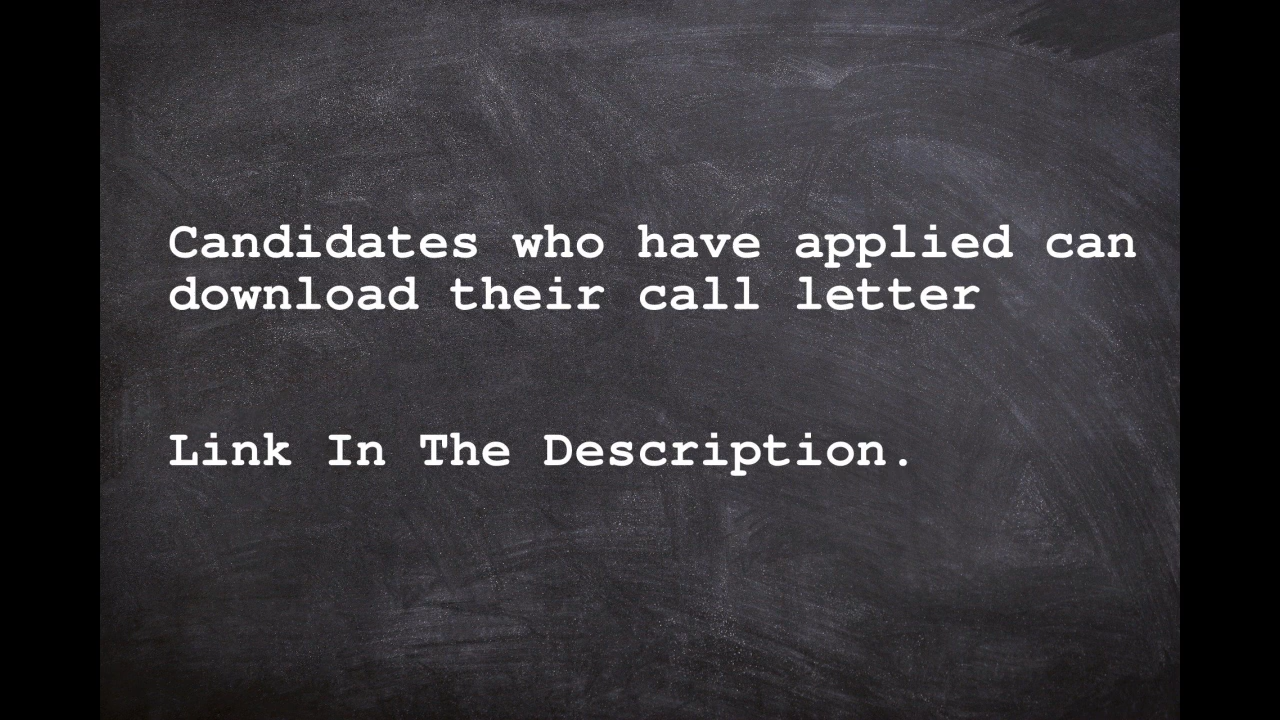 Candidates who have applied can
download their call letter
Link In The Description.